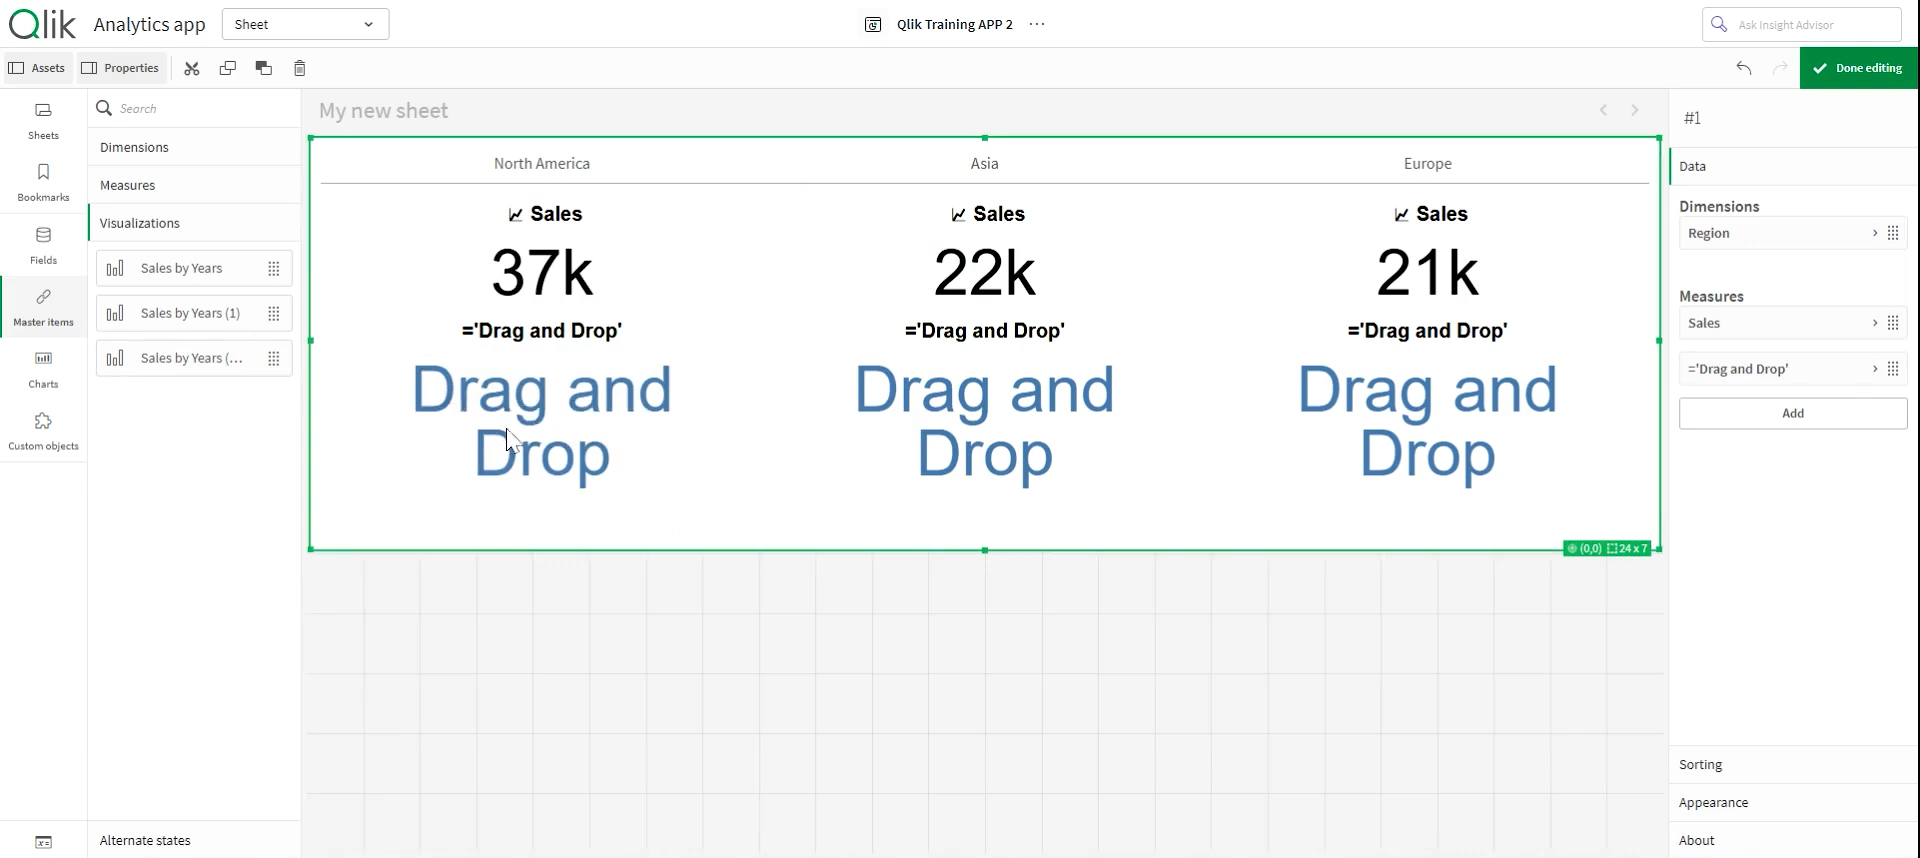 Qlik Analytics app Sheet Qlik Training APP 2 ... Ask Insight Advisor
Assets Properties Done editing
Sheets
Bookmarks
Fields
Master items
Charts
Custom objects
Search
Dimensions
Measures
Visualizations
Sales by Years
Sales by Years (1)
Sales by Years (...
Alternate states
My new sheet
North America Asia Europe
Sales Sales Sales
37k 22k 21k
='Drag and Drop' ='Drag and Drop' ='Drag and Drop'
Drag and Drag and Drag and
Drop Drop Drop
(0,0) 24 x 7
#1
Data
Dimensions
Region
Measures
Sales
='Drag and Drop'
Add
Sorting
Appearance
About